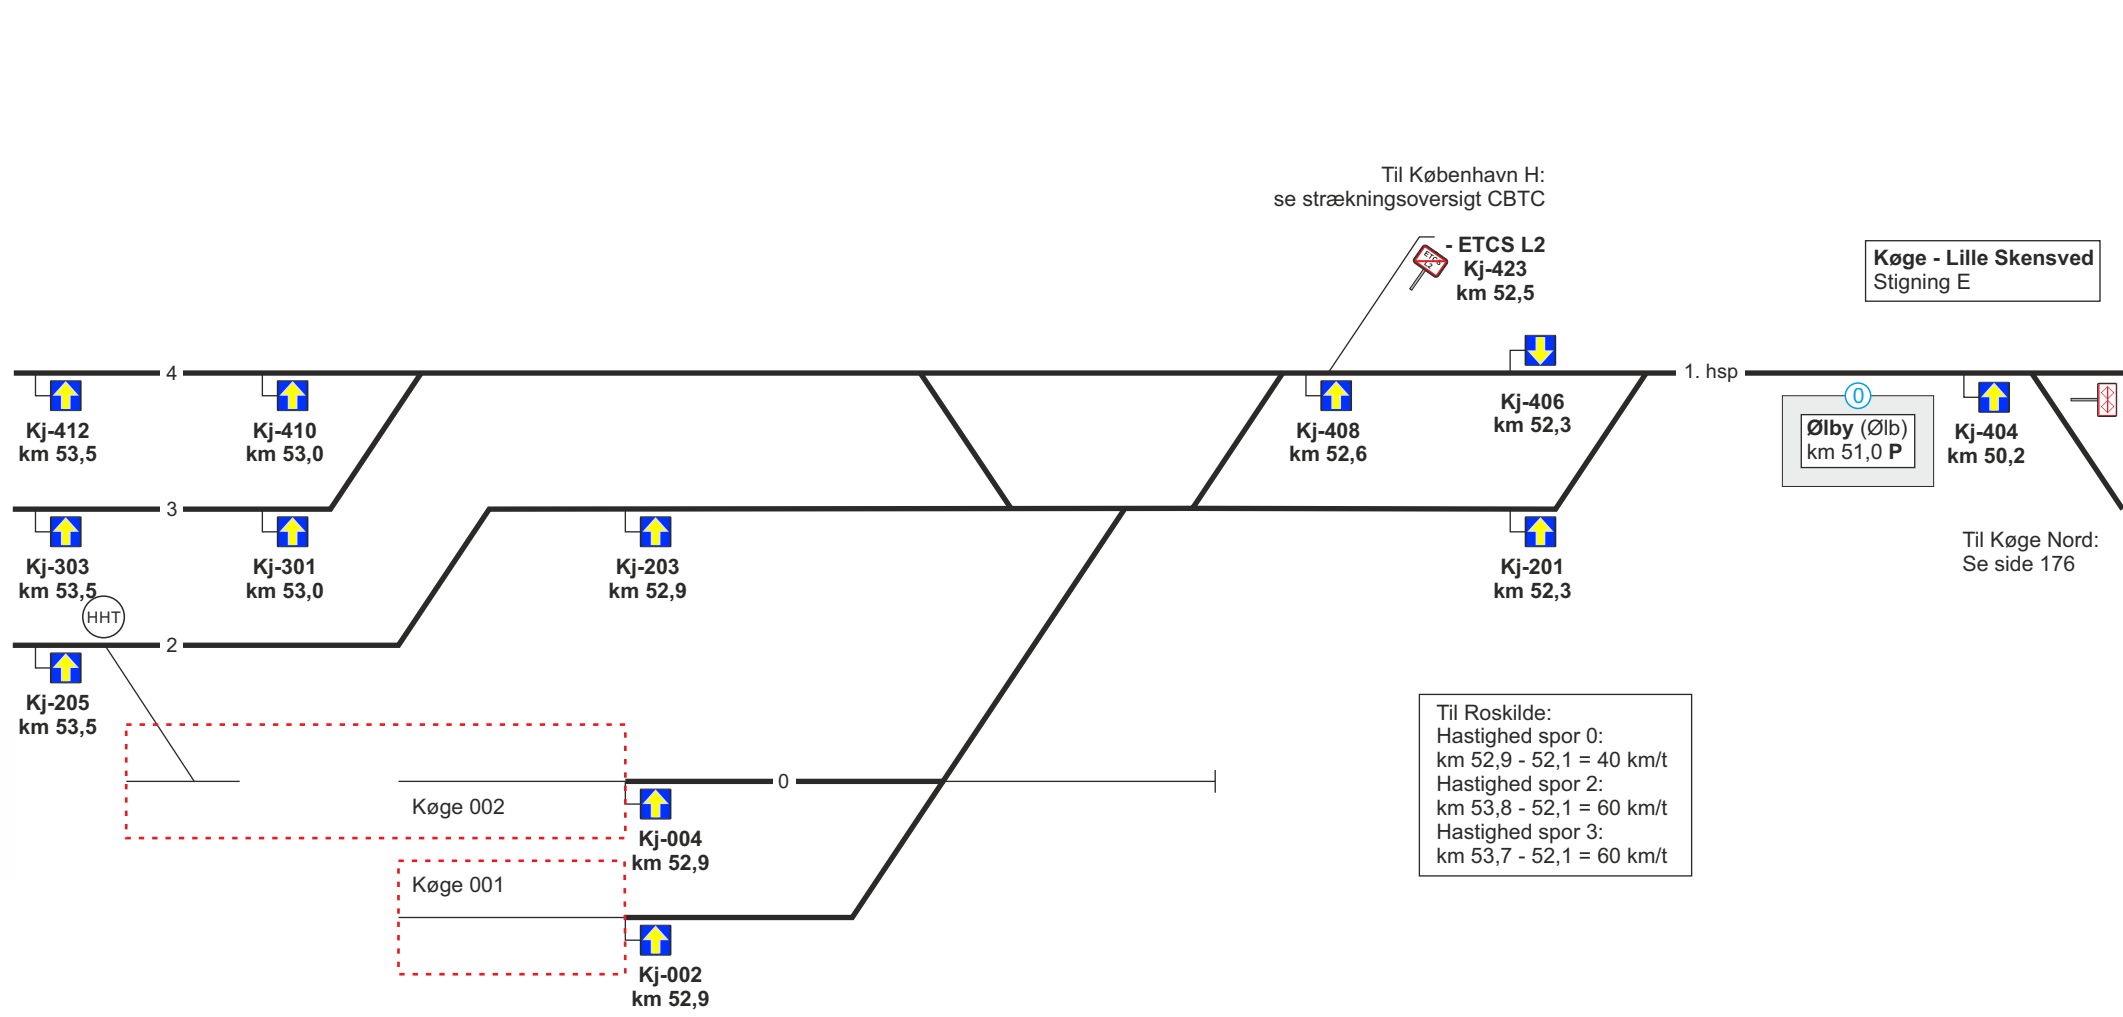 Til København H:
se strækningsoversigt CBTC
- ETCS L2
Kj-423
km 52,5
ETCS
L2
Køge - Lille Skensved
Stigning E
4
1. hsp
0
Kj-412
km 53,5
Kj-410
km 53,0
Kj-408
km 52,6
Kj-406
km 52,3
Ølby (Ølb)
km 51,0 P
Kj-404
km 50,2
3
Kj-303
km 53,5
Kj-301
km 53,0
Kj-203
km 52,9
Kj-201
km 52,3
Til Køge Nord:
Se side 176
HHT
2
Kj-205
km 53,5
Køge 002
0
Kj-004
km 52,9
Køge 001
Kj-002
km 52,9
Til Roskilde:
Hastighed spor 0:
km 52,9 - 52,1 = 40 km/t
Hastighed spor 2:
km 53,8 - 52,1 = 60 km/t
Hastighed spor 3:
km 53,7 - 52,1 = 60 km/t